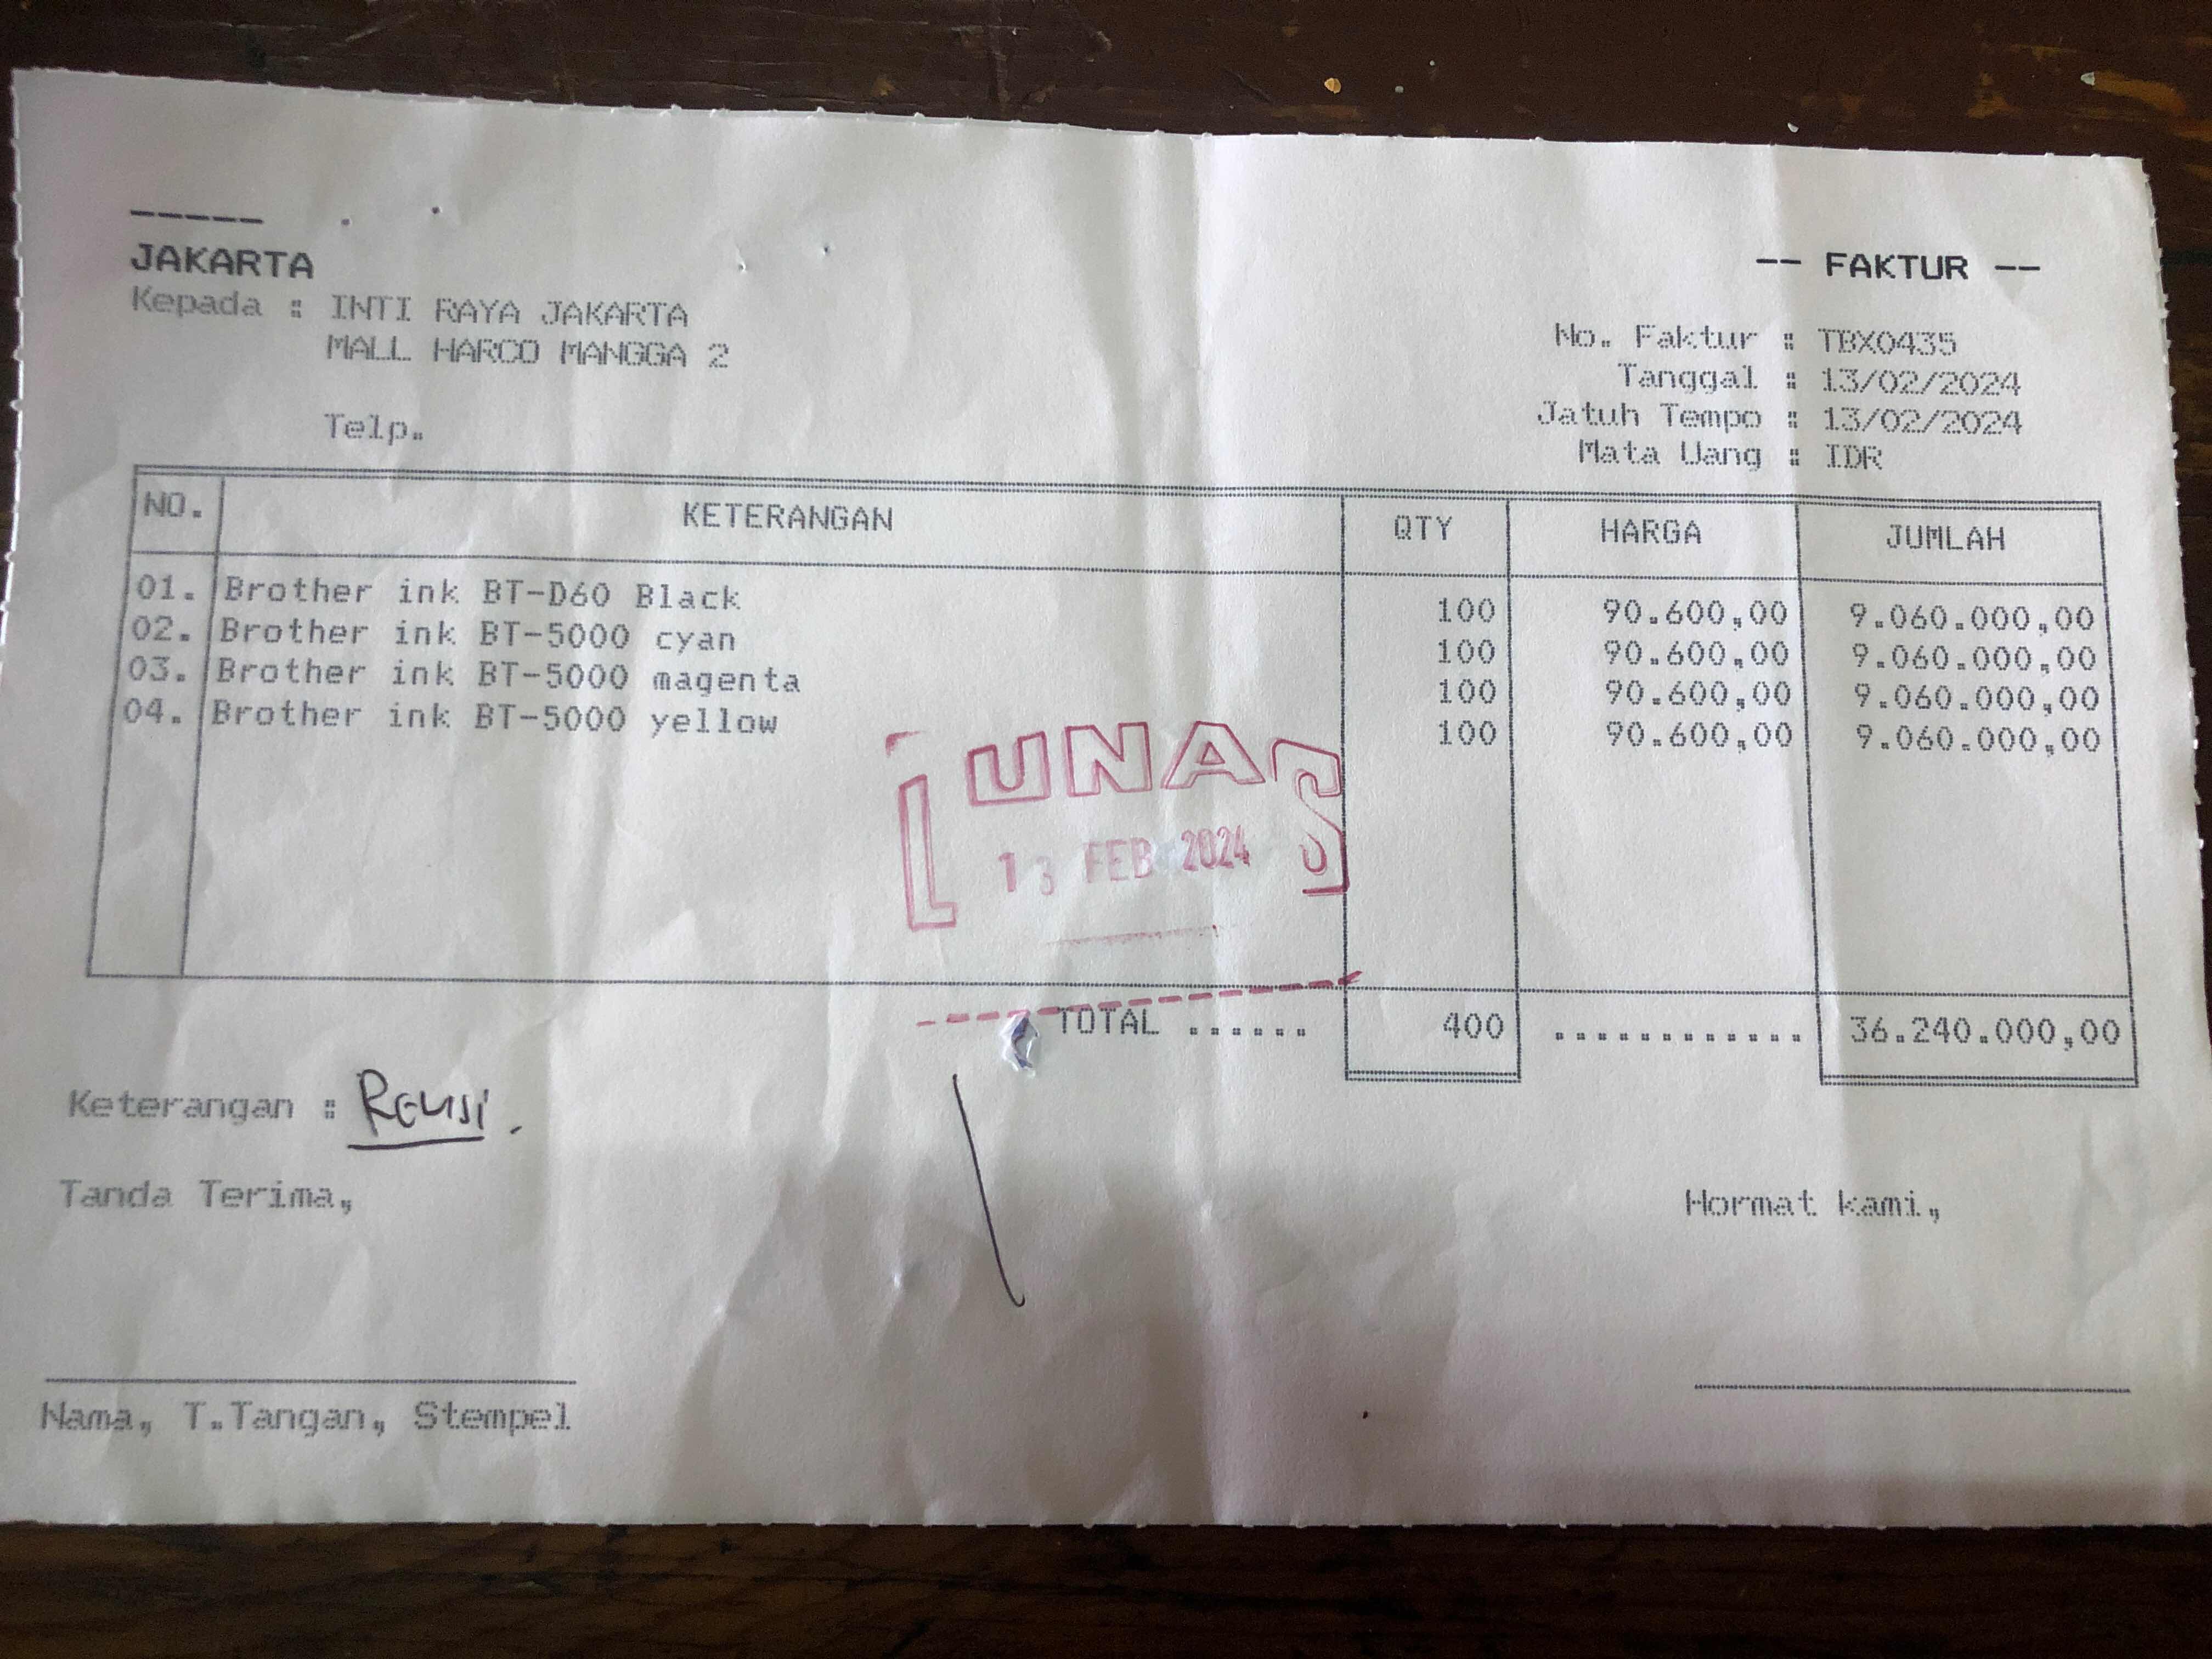 -----
JAKARTA
-- FAKTUR --
Kepada : INTI RAYA JAKARTA
MALL HARCO MANGGA 2
Telp.
No. Faktur : TBX0435
Tanggal : 13/02/2024
Jatuh Tempo : 13/02/2024
Mata Uang : IDR
NO. KETERANGAN QTY HARGA JUMLAH
01. Brother ink BT-D60 Black 100 90.600,00 9.060.000,00
02. Brother ink BT-5000 cyan 100 90.600,00 9.060.000,00
03. Brother ink BT-5000 magenta 100 90.600,00 9.060.000,00
04. Brother ink BT-5000 yellow 100 90.600,00 9.060.000,00
LUNAS
13 FEB 2024
TOTAL ...... 400 ............ 36.240.000,00
Keterangan : Revisi.
Tanda Terima,
Hormat kami,
Nama, T.Tangan, Stempel